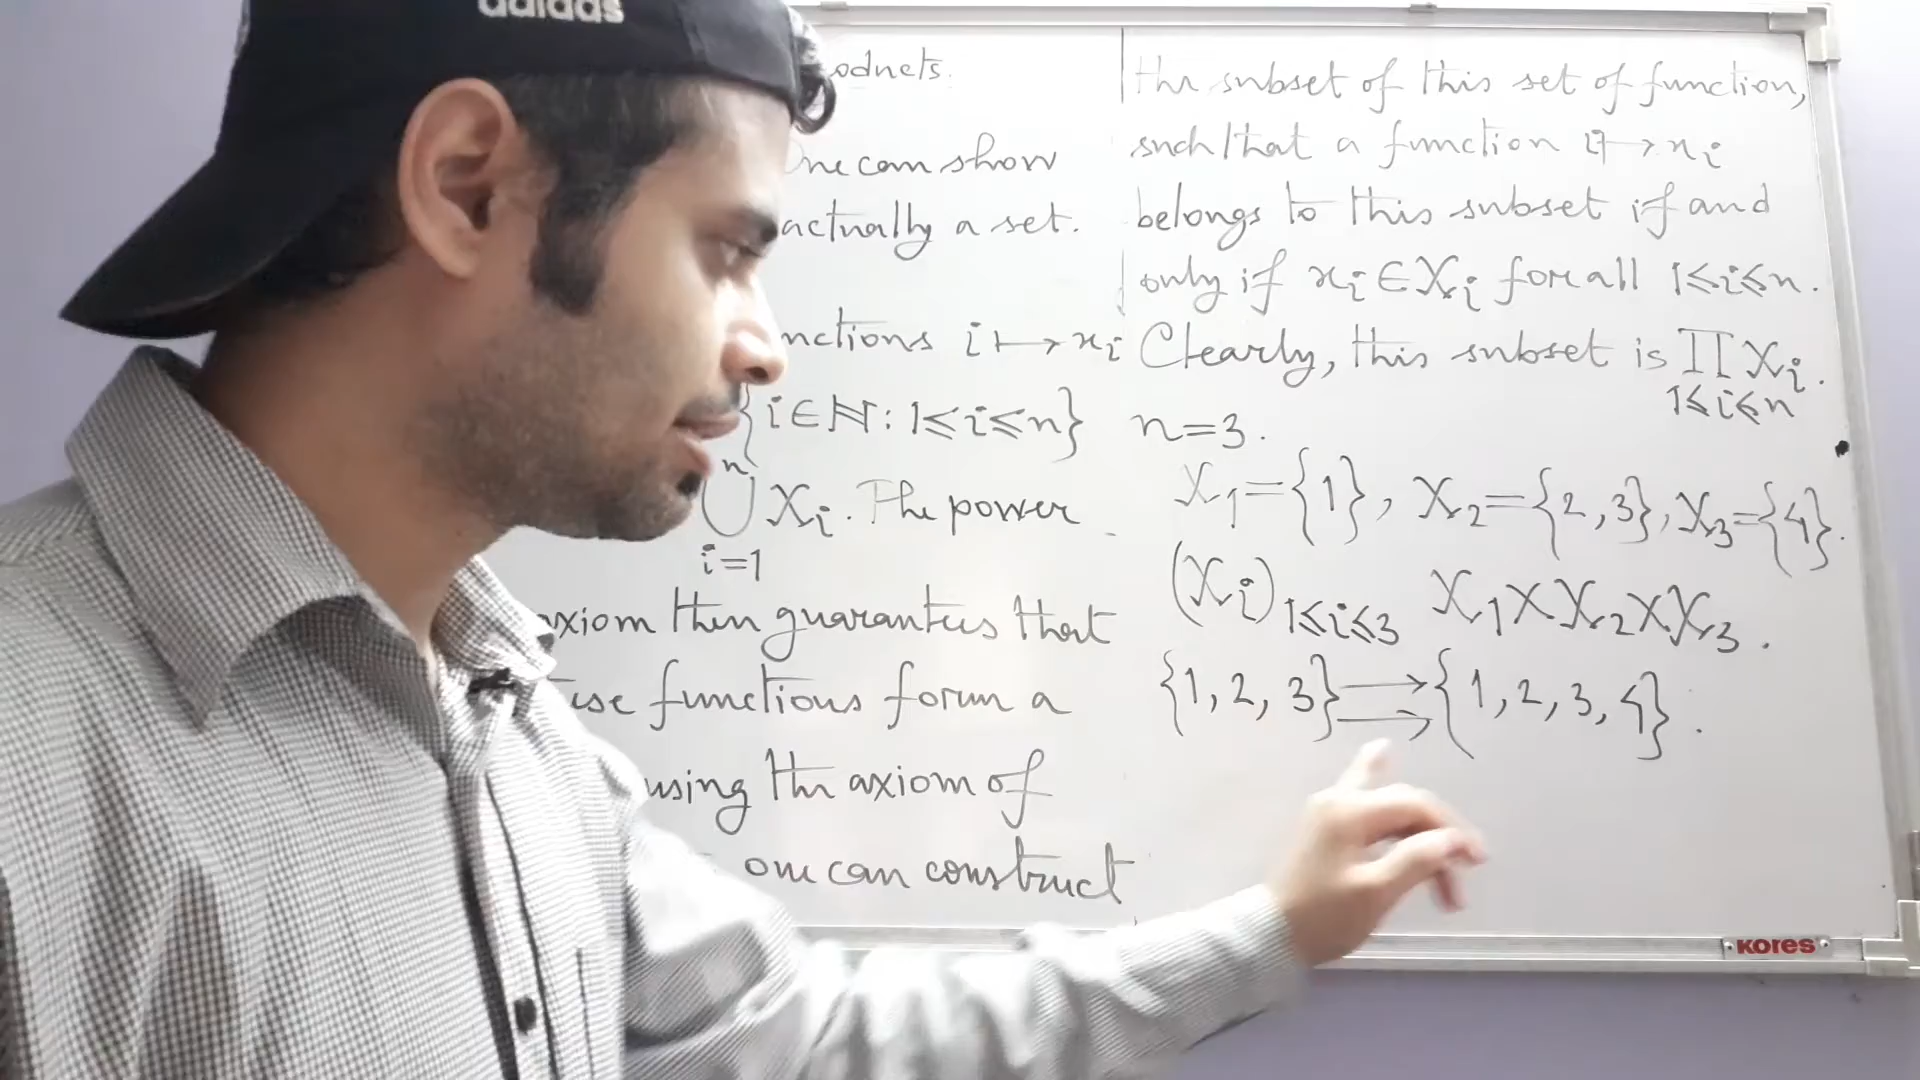 adidas
oducts.
One can show
actually a set.
nctions i ↦ xi
{i∈ℕ: 1≤i≤n}
n
⋃ Xi. The power
i=1
axiom then guarantees that
functions form a
using the axiom of
one can construct
the subset of this set of function,
such that a function i ↦ xi
belongs to this subset if and
only if xi ∈ Xi for all 1≤i≤n.
Clearly, this subset is ∏ Xi.
1≤i≤n
n=3.
X1={1}, X2={2,3}, X3={4}.
(Xi)1≤i≤3 X1×X2×X3.
{1, 2, 3} → → {1, 2, 3, 4}.
KORES